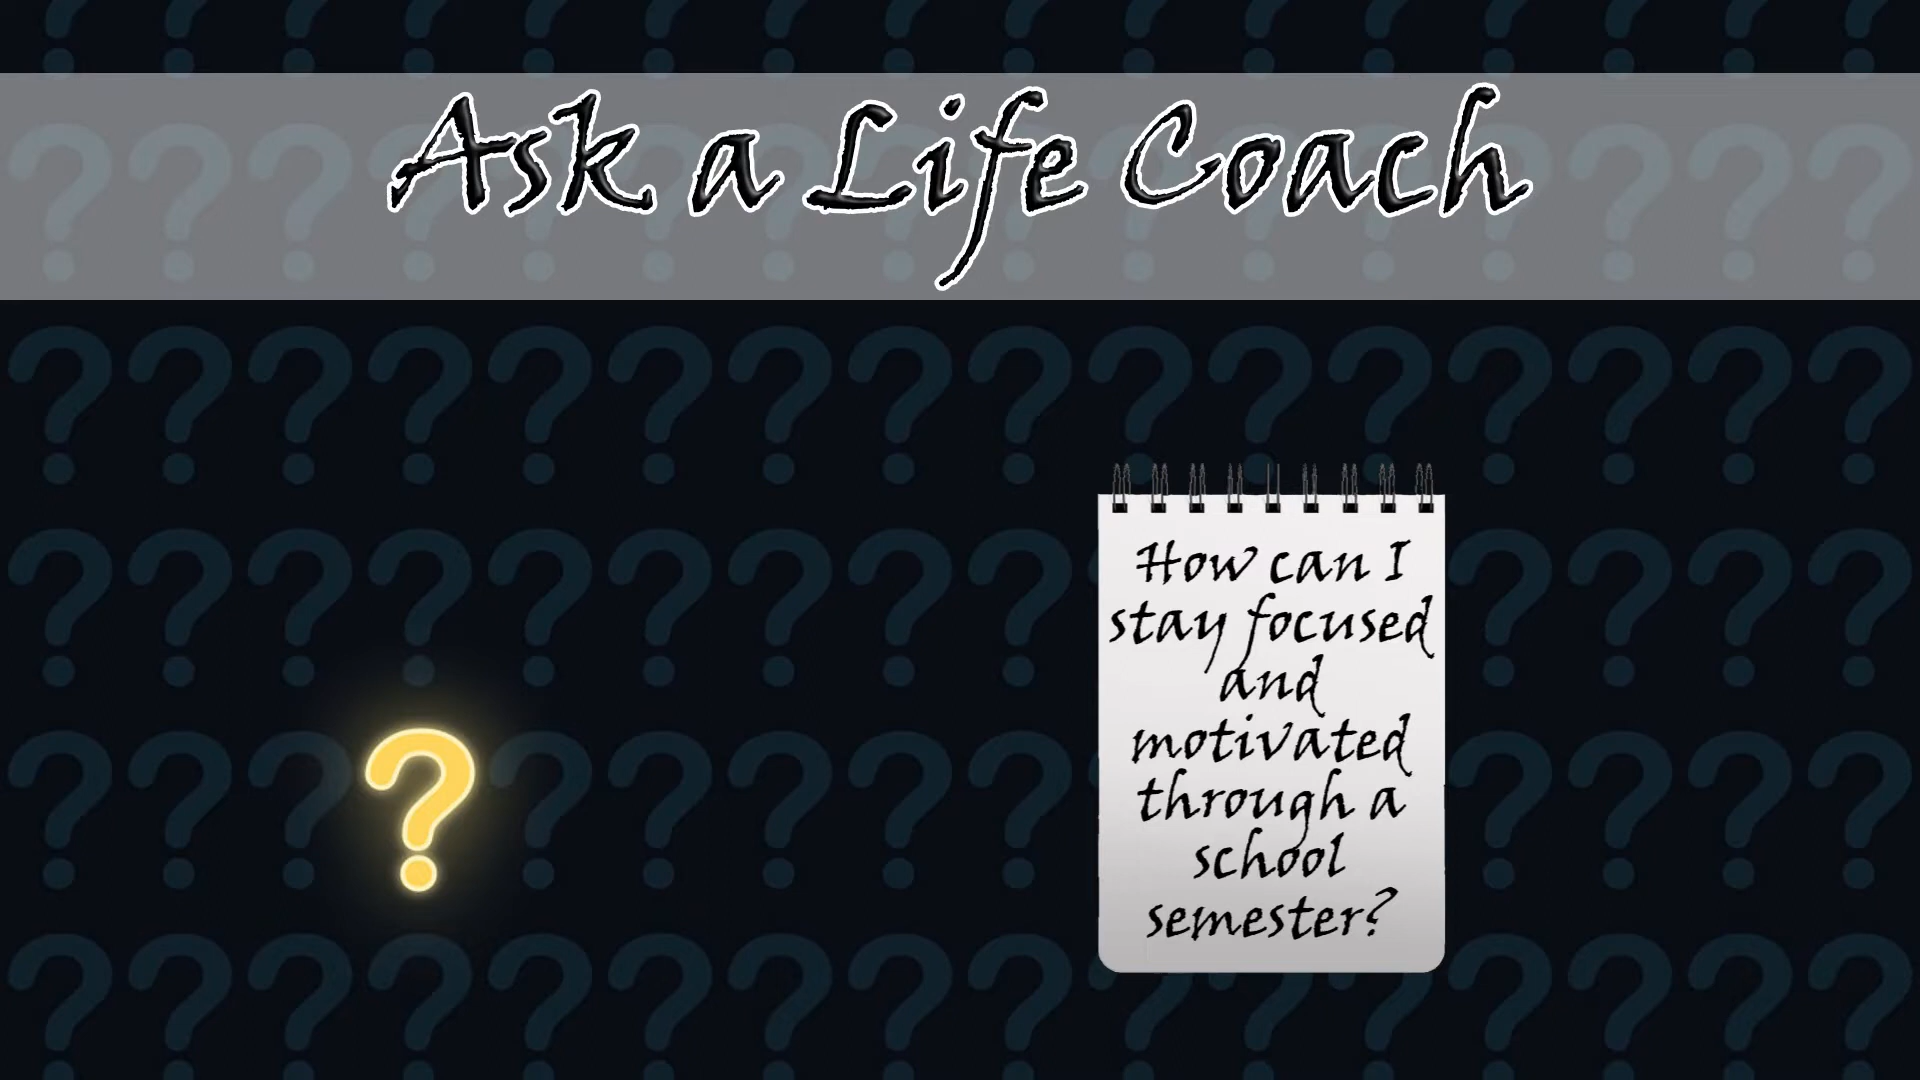 Ask a Life Coach
How can I
stay focused
and
motivated
through a
school
semester?